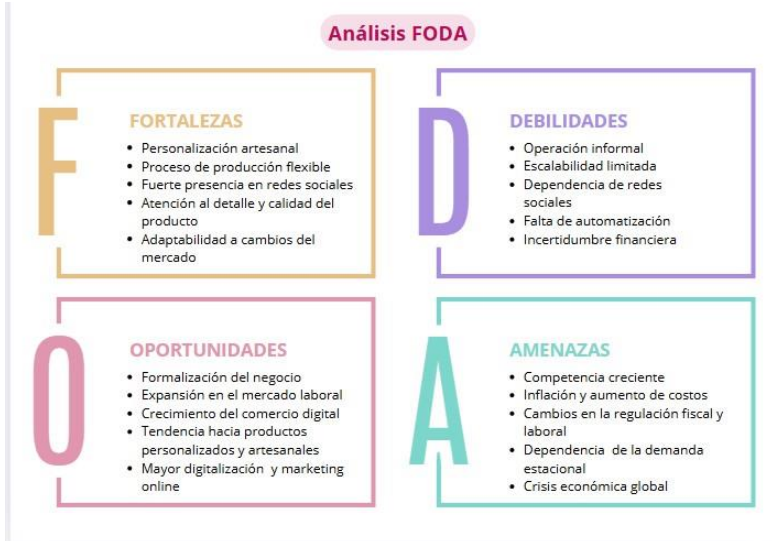 Análisis FODA
F
FORTALEZAS
• Personalización artesanal
• Proceso de producción flexible
• Fuerte presencia en redes sociales
• Atención al detalle y calidad del
producto
• Adaptabilidad a cambios del
mercado
D
DEBILIDADES
• Operación informal
• Escalabilidad limitada
• Dependencia de redes
sociales
• Falta de automatización
• Incertidumbre financiera
O
OPORTUNIDADES
• Formalización del negocio
• Expansión en el mercado laboral
• Crecimiento del comercio digital
• Tendencia hacia productos
personalizados y artesanales
• Mayor digitalización y marketing
online
A
AMENAZAS
• Competencia creciente
• Inflación y aumento de costos
• Cambios en la regulación fiscal y
laboral
• Dependencia de la demanda
estacional
• Crisis económica global